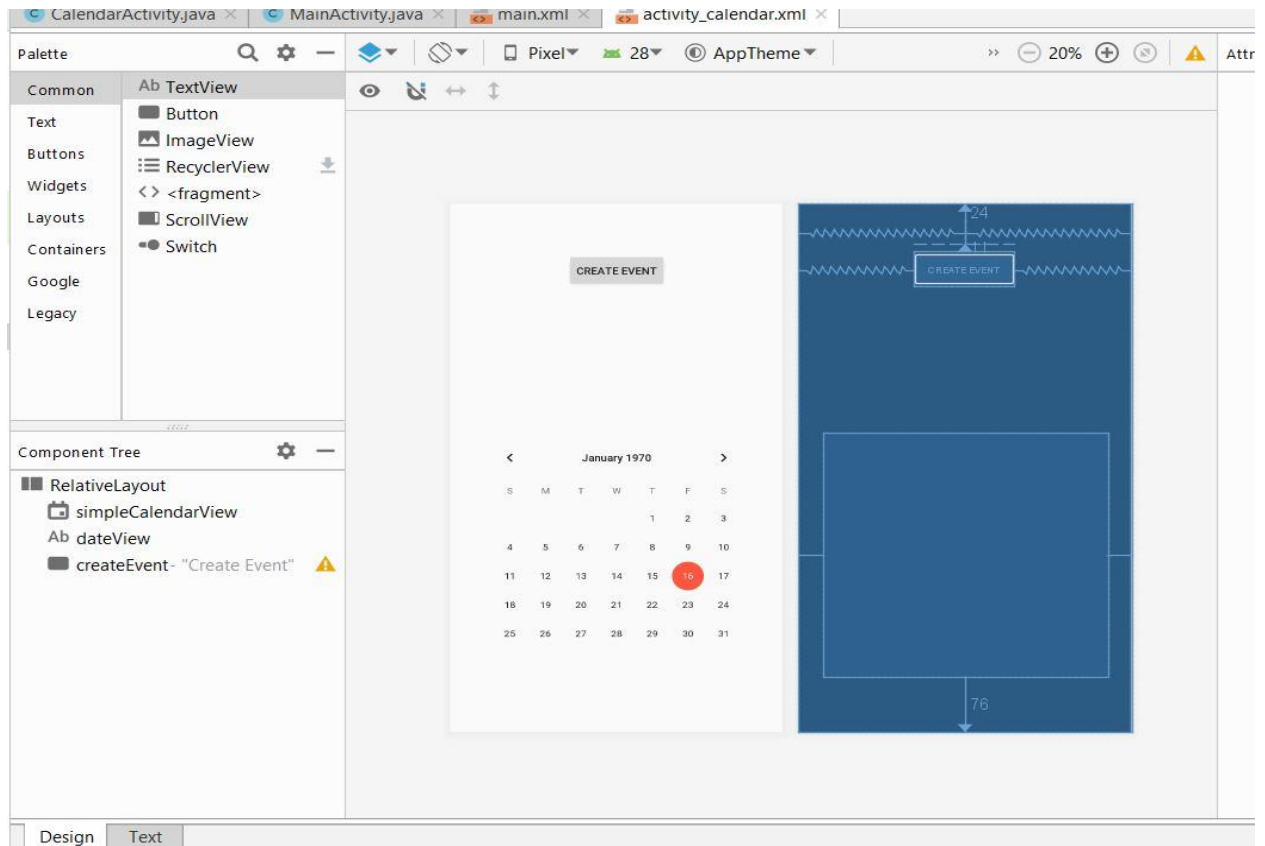 CalendarActivity.java × MainActivity.java × main.xml × activity_calendar.xml ×
Palette Pixel 28 AppTheme » 20% Attr
Common
Text
Buttons
Widgets
Layouts
Containers
Google
Legacy
Ab TextView
Button
ImageView
RecyclerView
<> <fragment>
ScrollView
Switch
Component Tree
RelativeLayout
simpleCalendarView
Ab dateView
createEvent- "Create Event"
CREATE EVENT
< January 1970 >
S M T W T F S
1 2 3
4 5 6 7 8 9 10
11 12 13 14 15 16 17
18 19 20 21 22 23 24
25 26 27 28 29 30 31
24
11
CREATE EVENT
76
Design Text